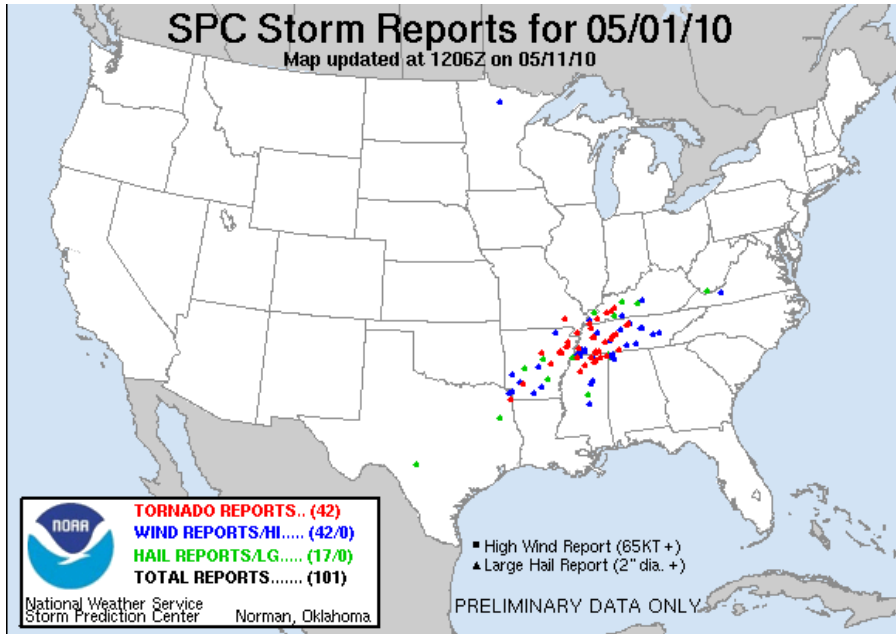 SPC Storm Reports for 05/01/10
Map updated at 1206Z on 05/11/10
NOAA
TORNADO REPORTS.. (42)
WIND REPORTS/HI..... (42/0)
HAIL REPORTS/LG..... (17/0)
TOTAL REPORTS....... (101)
National Weather Service
Storm Prediction Center Norman, Oklahoma
High Wind Report (65KT +)
Large Hail Report (2" dia. +)
PRELIMINARY DATA ONLY